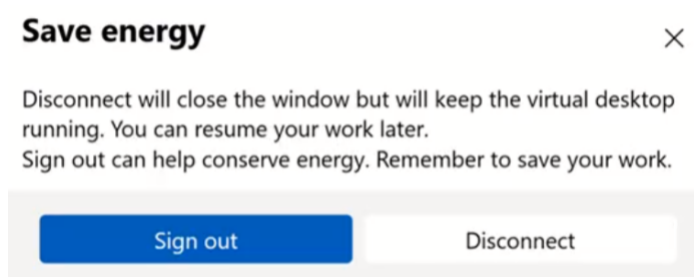 Save energy
Disconnect will close the window but will keep the virtual desktop
running. You can resume your work later.
Sign out can help conserve energy. Remember to save your work.
Sign out
Disconnect